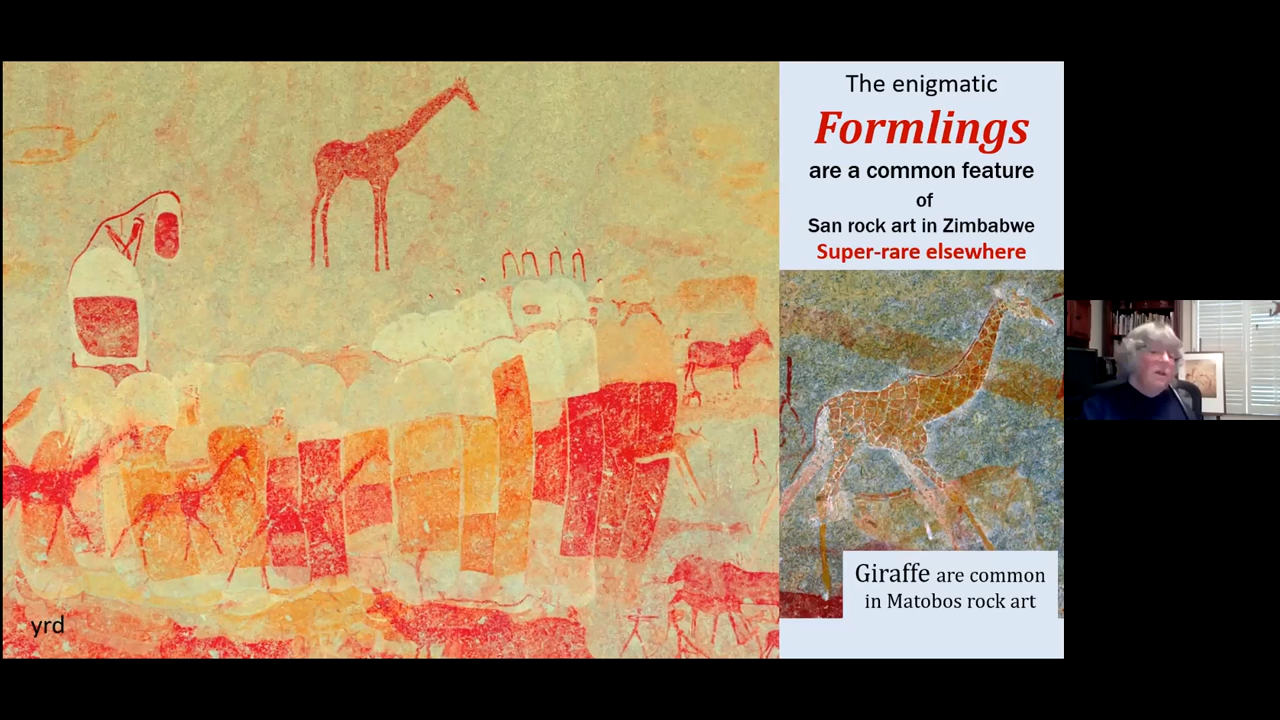 The enigmatic
Formlings
are a common feature
of
San rock art in Zimbabwe
Super-rare elsewhere
Giraffe are common
in Matobos rock art
yrd